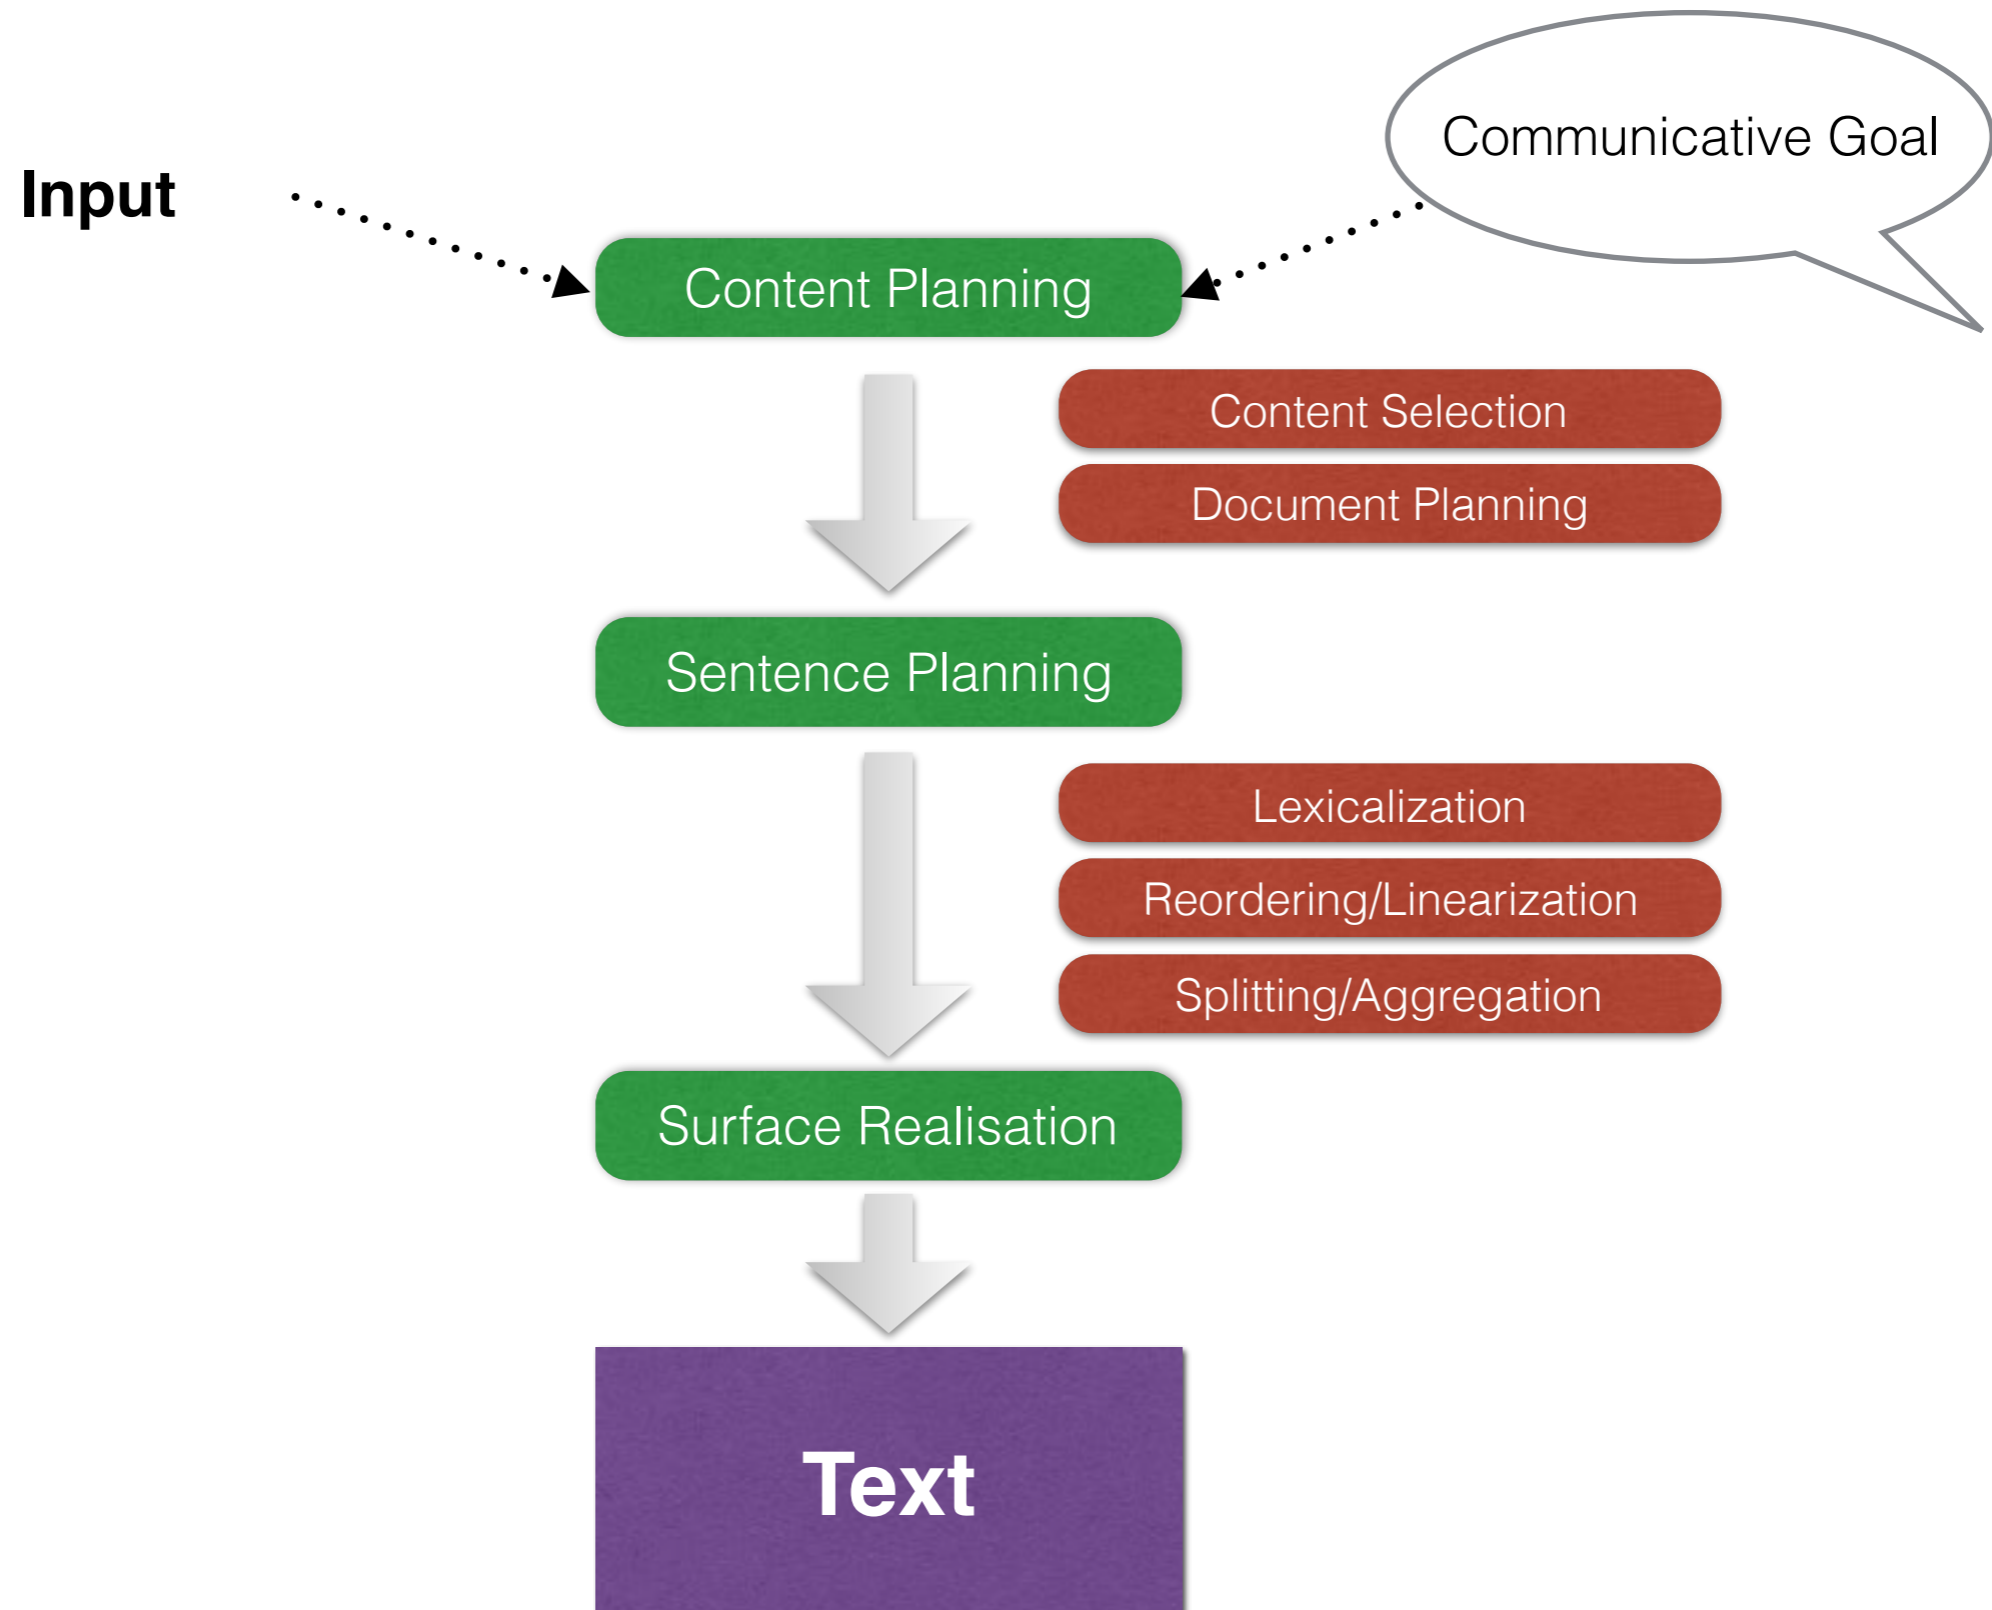 Communicative Goal
Input
Content Planning
Content Selection
Document Planning
Sentence Planning
Lexicalization
Reordering/Linearization
Splitting/Aggregation
Surface Realisation
Text